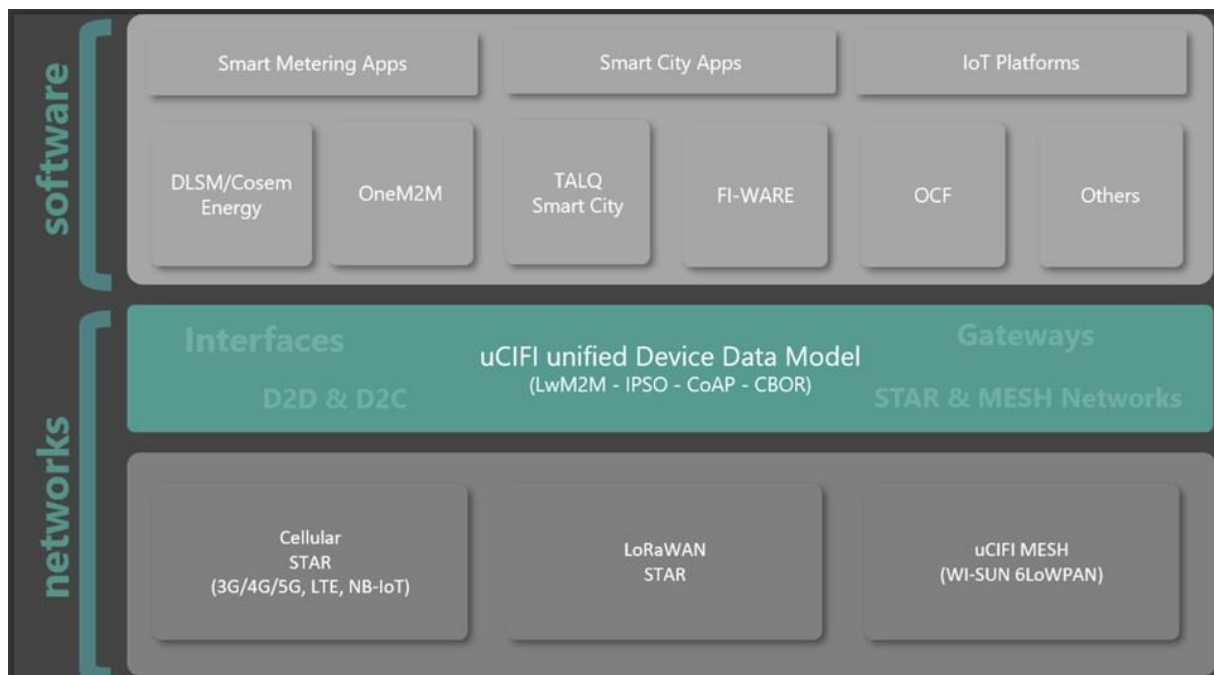 software
Smart Metering Apps
Smart City Apps
IoT Platforms
DLSM/Cosem
Energy
OneM2M
TALQ
Smart City
FI-WARE
OCF
Others
networks
Interfaces
Gateways
uCIFI unified Device Data Model
(LwM2M - IPSO - CoAP - CBOR)
D2D & D2C
STAR & MESH Networks
Cellular
STAR
(3G/4G/5G, LTE, NB-IoT)
LoRaWAN
STAR
uCIFI MESH
(WI-SUN 6LoWPAN)